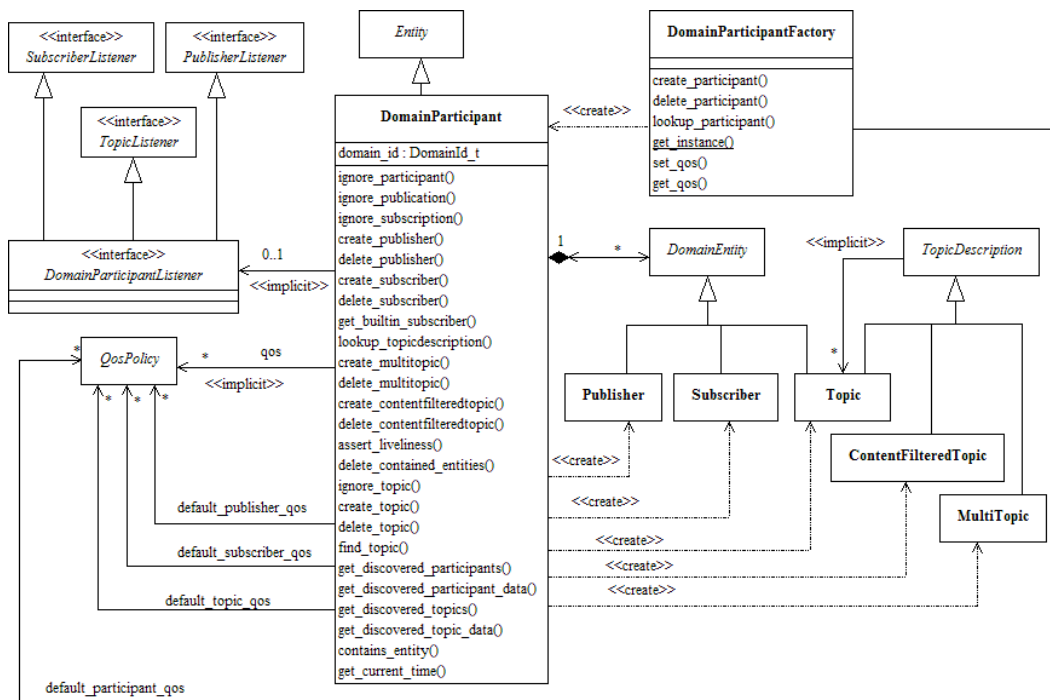 <<interface>>
SubscriberListener
<<interface>>
PublisherListener
<<interface>>
TopicListener
<<interface>>
DomainParticipantListener
Entity
DomainParticipant
domain_id : DomainId_t
ignore_participant()
ignore_publication()
ignore_subscription()
create_publisher()
delete_publisher()
create_subscriber()
delete_subscriber()
get_builtin_subscriber()
lookup_topicdescription()
create_multitopic()
delete_multitopic()
create_contentfilteredtopic()
delete_contentfilteredtopic()
assert_liveliness()
delete_contained_entities()
ignore_topic()
create_topic()
delete_topic()
find_topic()
get_discovered_participants()
get_discovered_participant_data()
get_discovered_topics()
get_discovered_topic_data()
contains_entity()
get_current_time()
DomainParticipantFactory
create_participant()
delete_participant()
lookup_participant()
get_instance()
set_qos()
get_qos()
<<create>>
0..1
<<implicit>>
1
*
DomainEntity
<<implicit>>
TopicDescription
*
QosPolicy
*
*
qos
<<implicit>>
*
*
*
Publisher
Subscriber
Topic
ContentFilteredTopic
MultiTopic
<<create>>
<<create>>
<<create>>
<<create>>
<<create>>
default_publisher_qos
default_subscriber_qos
default_topic_qos
default_participant_qos